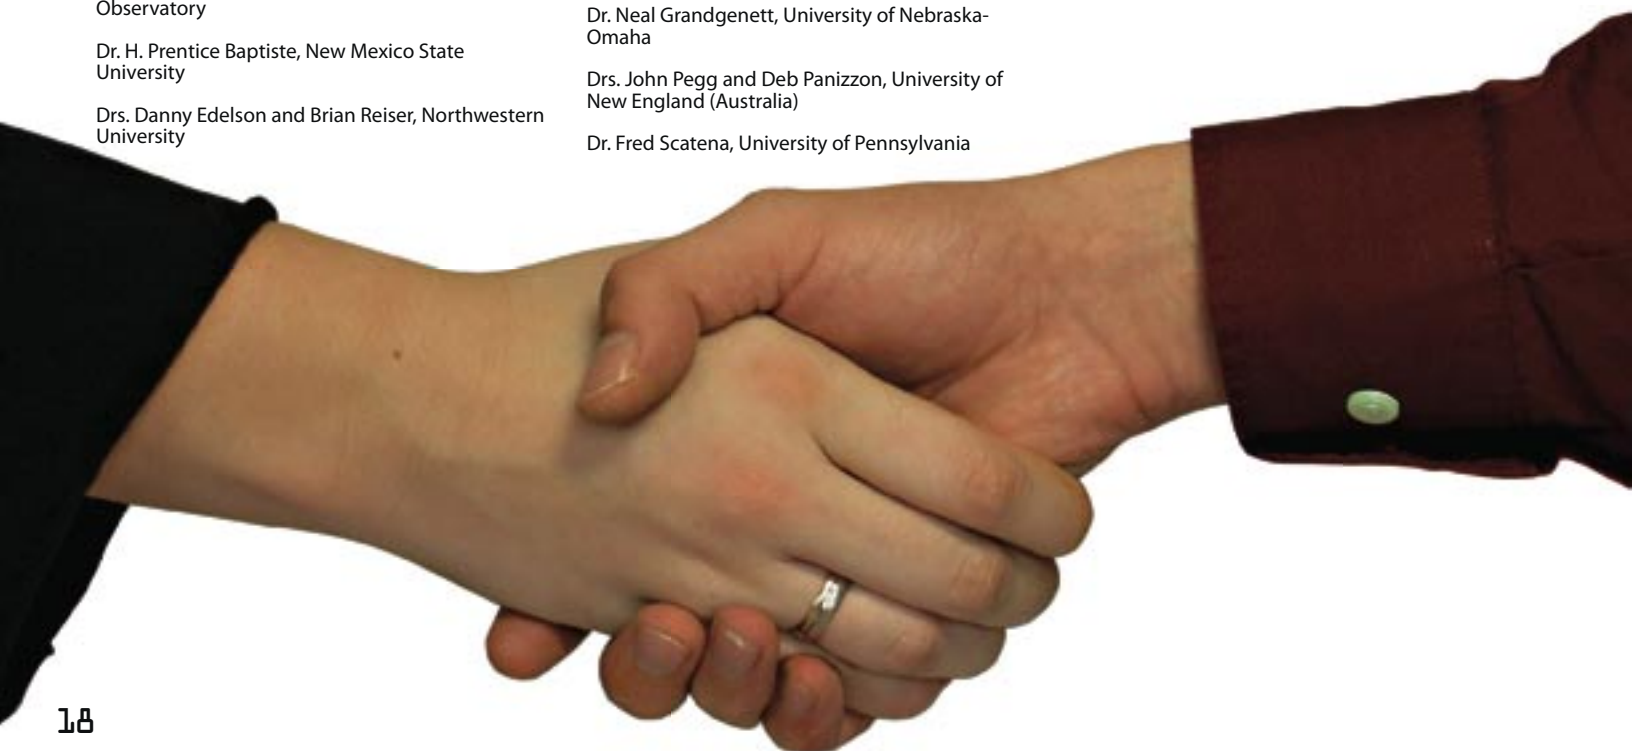 Observatory
Dr. H. Prentice Baptiste, New Mexico State
University
Drs. Danny Edelson and Brian Reiser, Northwestern
University
Dr. Neal Grandgenett, University of Nebraska-
Omaha
Drs. John Pegg and Deb Panizzon, University of
New England (Australia)
Dr. Fred Scatena, University of Pennsylvania
18